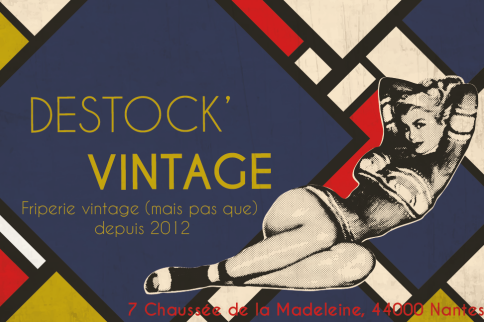 DESTOCK'
VINTAGE
Friperie vintage (mais pas que)
depuis 2012
7 Chaussée de la Madeleine, 44000 Nantes